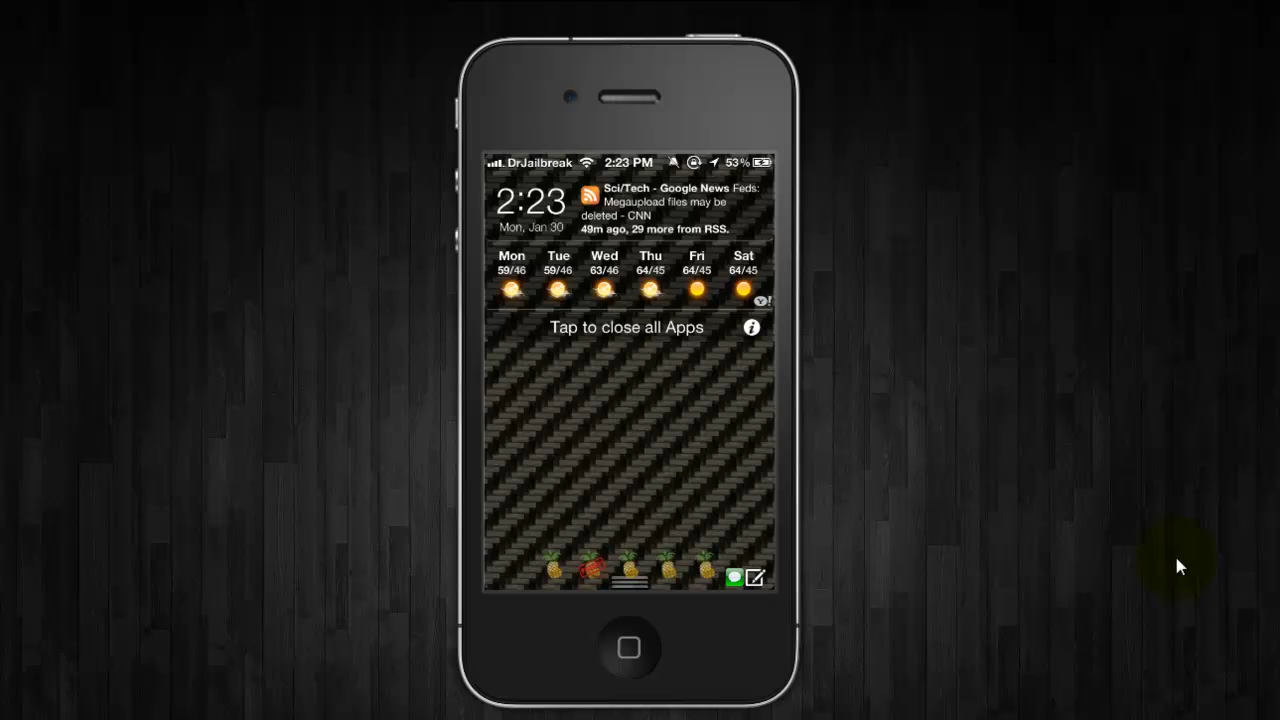 DrJailbreak 2:23 PM 53%
2:23
Mon, Jan 30
Sci/Tech - Google News Feds:
Megaupload files may be
deleted - CNN
49m ago, 29 more from RSS.
Mon Tue Wed Thu Fri Sat
59/46 59/46 63/46 64/45 64/45 64/45
Y!
Tap to close all Apps i